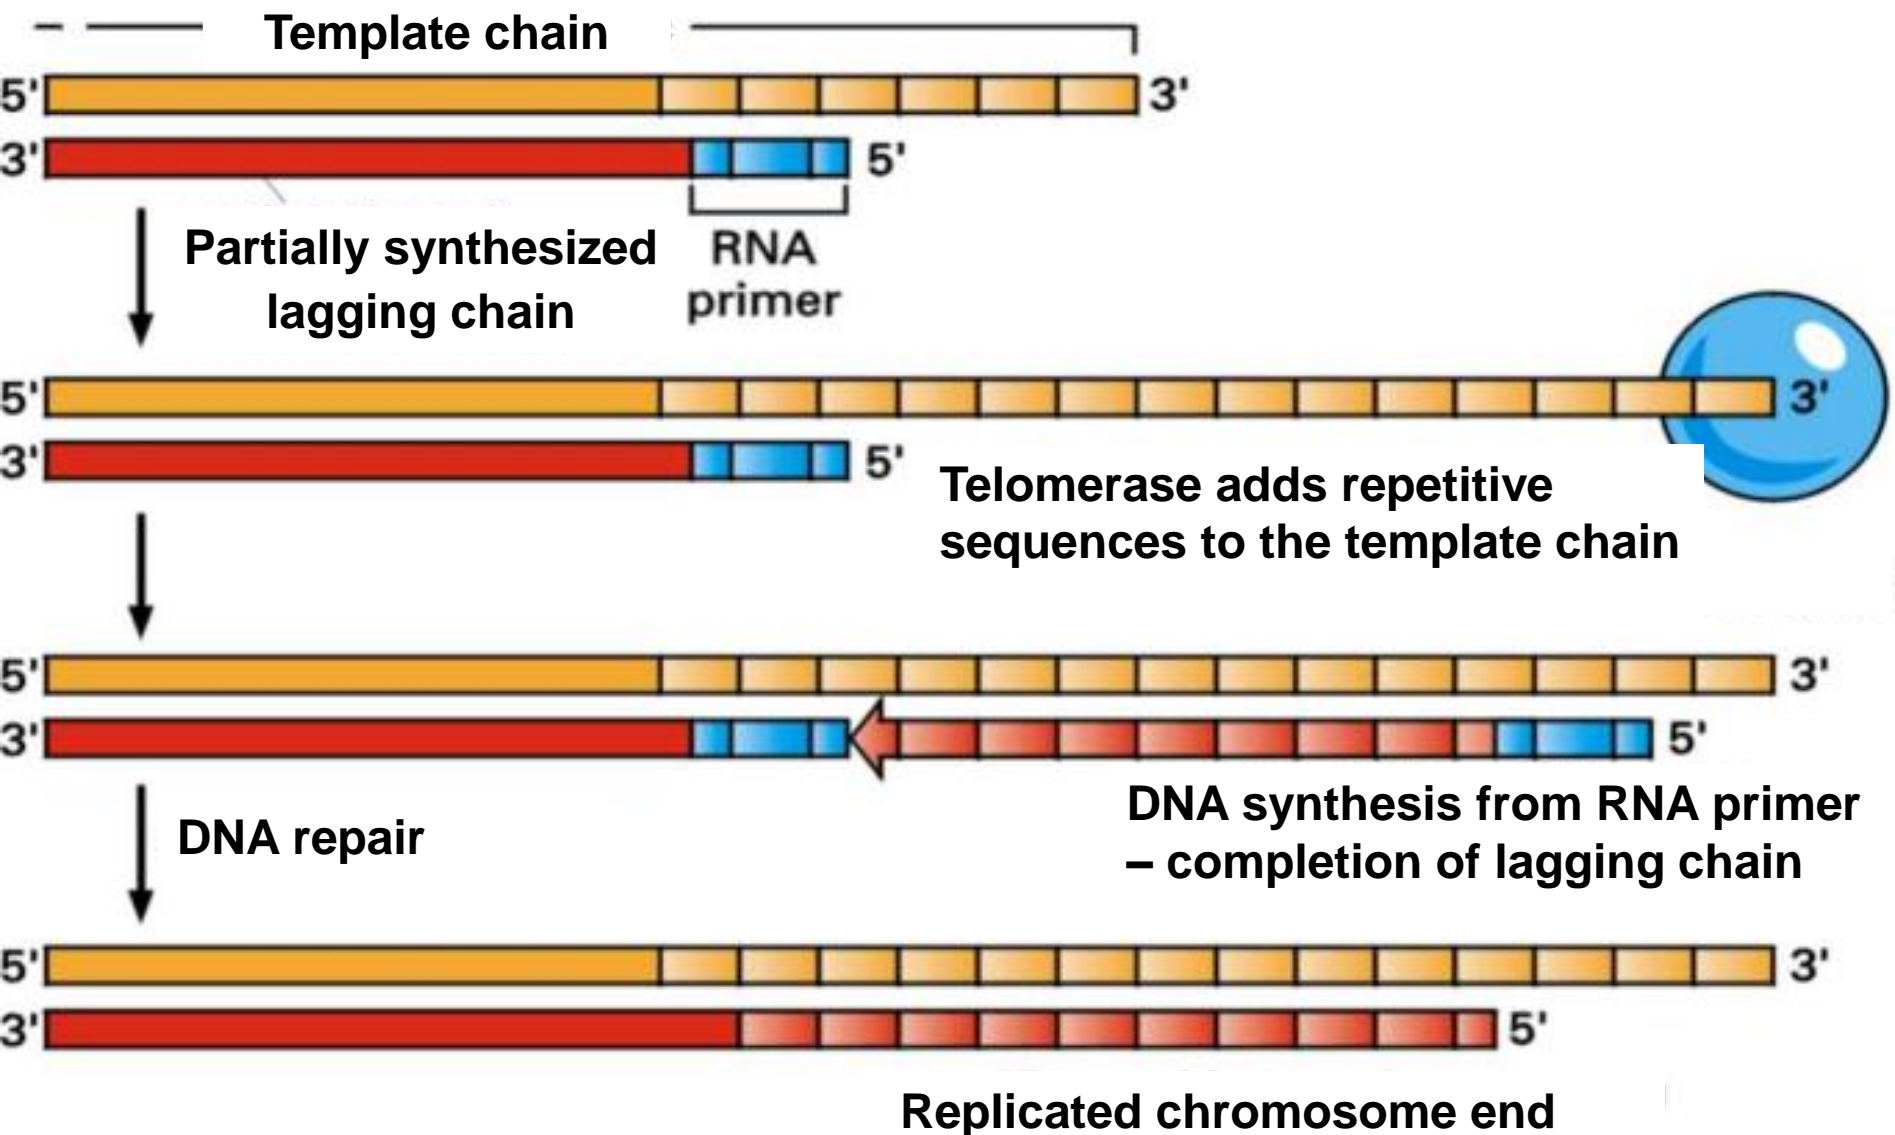 Template chain
5' 3'
3' 5'
Partially synthesized
lagging chain
RNA
primer
5' 3'
3' 5'
Telomerase adds repetitive
sequences to the template chain
5' 3'
3' 5'
DNA synthesis from RNA primer
– completion of lagging chain
DNA repair
5' 3'
3' 5'
Replicated chromosome end